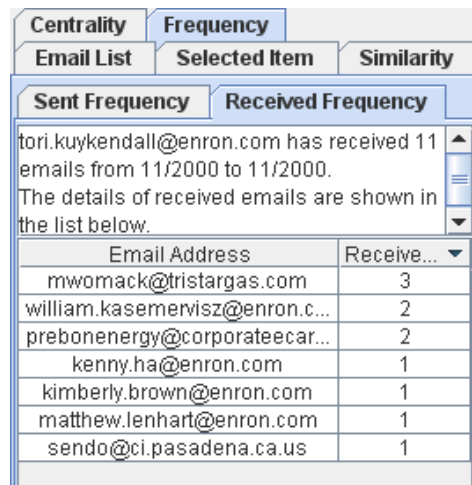 Centrality Frequency
Email List Selected Item Similarity
Sent Frequency Received Frequency
tori.kuykendall@enron.com has received 11
emails from 11/2000 to 11/2000.
The details of received emails are shown in
the list below.
Email Address Receive...
mwomack@tristargas.com 3
william.kasemervisz@enron.c... 2
prebonenergy@corporateecar... 2
kenny.ha@enron.com 1
kimberly.brown@enron.com 1
matthew.lenhart@enron.com 1
sendo@ci.pasadena.ca.us 1